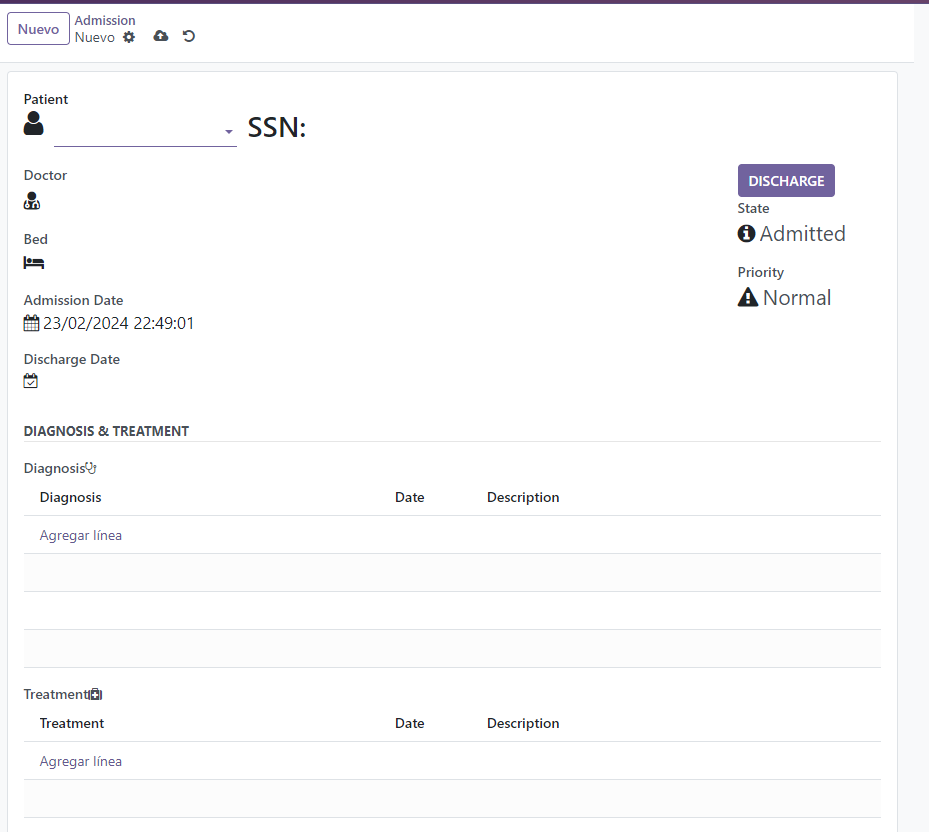 Nuevo
Admission
Nuevo
Patient
SSN:
Doctor
DISCHARGE
State
Admitted
Bed
Priority
Normal
Admission Date
23/02/2024 22:49:01
Discharge Date
DIAGNOSIS & TREATMENT
Diagnosis
Diagnosis Date Description
Agregar línea
Treatment
Treatment Date Description
Agregar línea